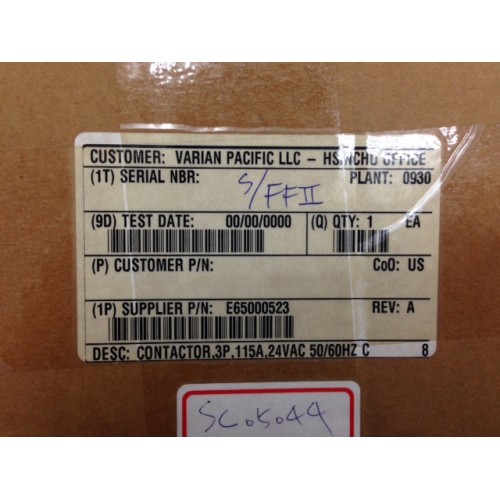 CUSTOMER: VARIAN PACIFIC LLC – HSINCHU OFFICE
(1T) SERIAL NBR: S/FFII PLANT: 0930
(9D) TEST DATE: 00/00/0000 (Q) QTY: 1 EA
(P) CUSTOMER P/N: CoO: US
(1P) SUPPLIER P/N: E65000523 REV: A
DESC: CONTACTOR,3P,115A,24VAC 50/60HZ C 8
SC05044